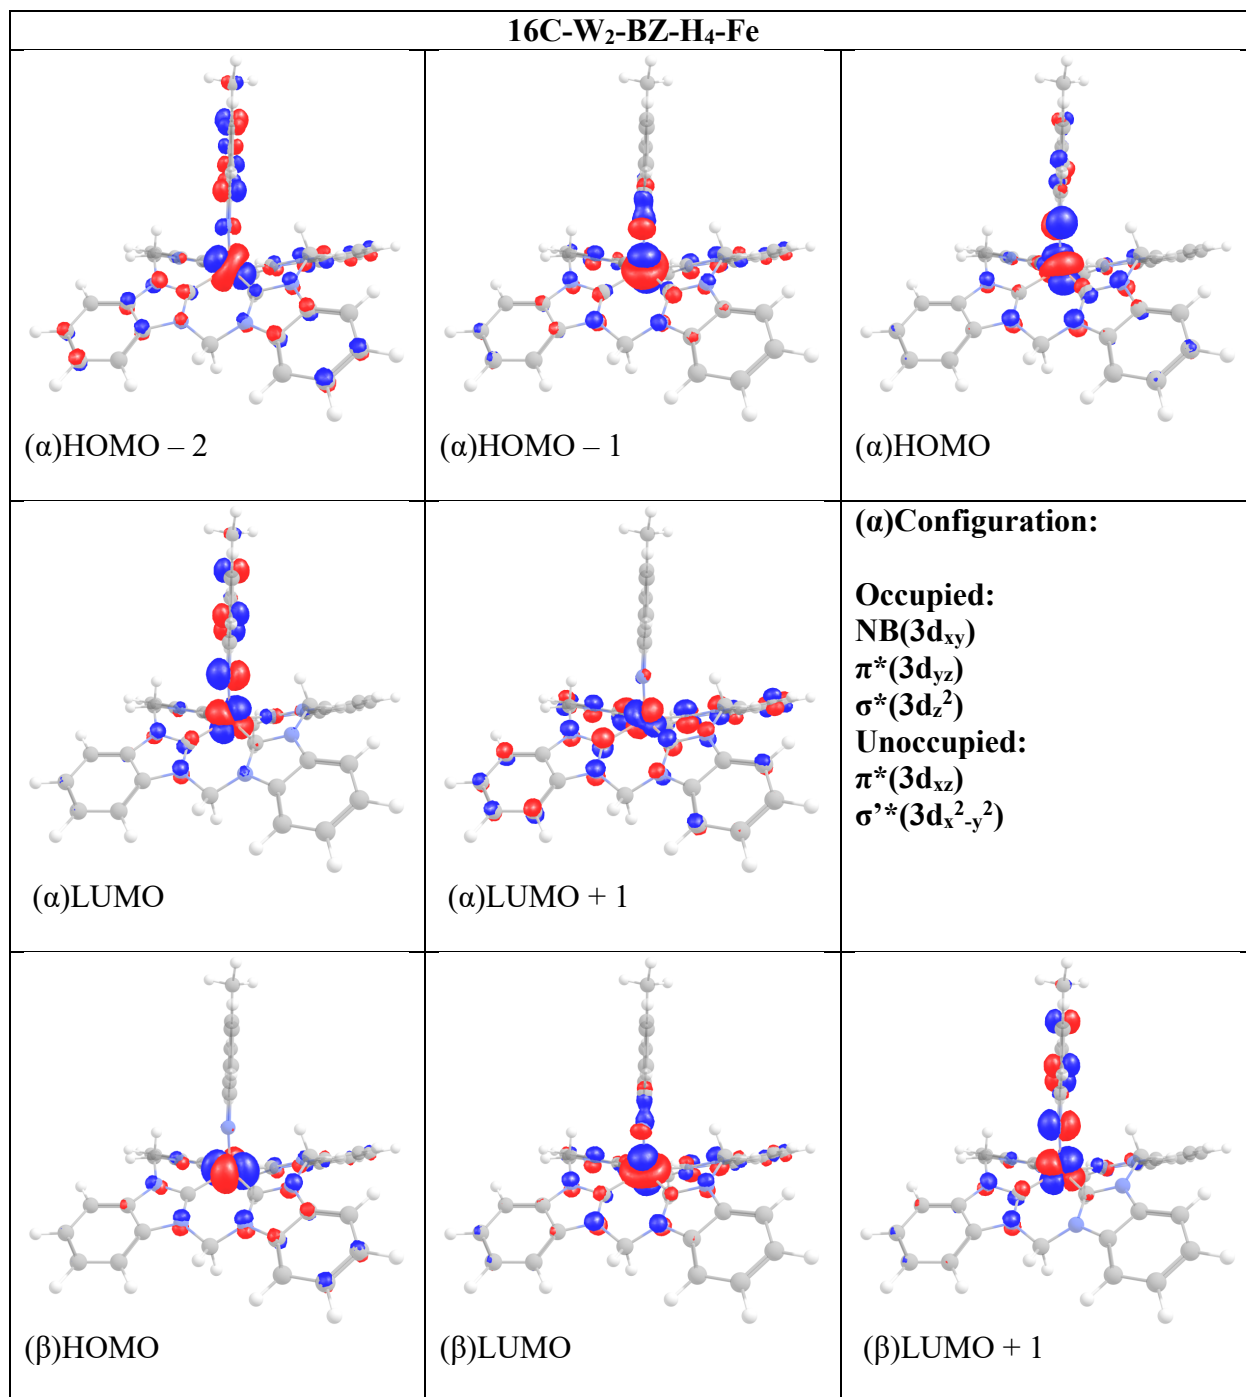 16C-W₂-BZ-H₄-Fe
(α)HOMO – 2
(α)HOMO – 1
(α)HOMO
(α)LUMO
(α)LUMO + 1
(α)Configuration:
Occupied:
NB(3dxy)
π*(3dyz)
σ*(3dz²)
Unoccupied:
π*(3dxz)
σ’*(3dx²-y²)
(β)HOMO
(β)LUMO
(β)LUMO + 1